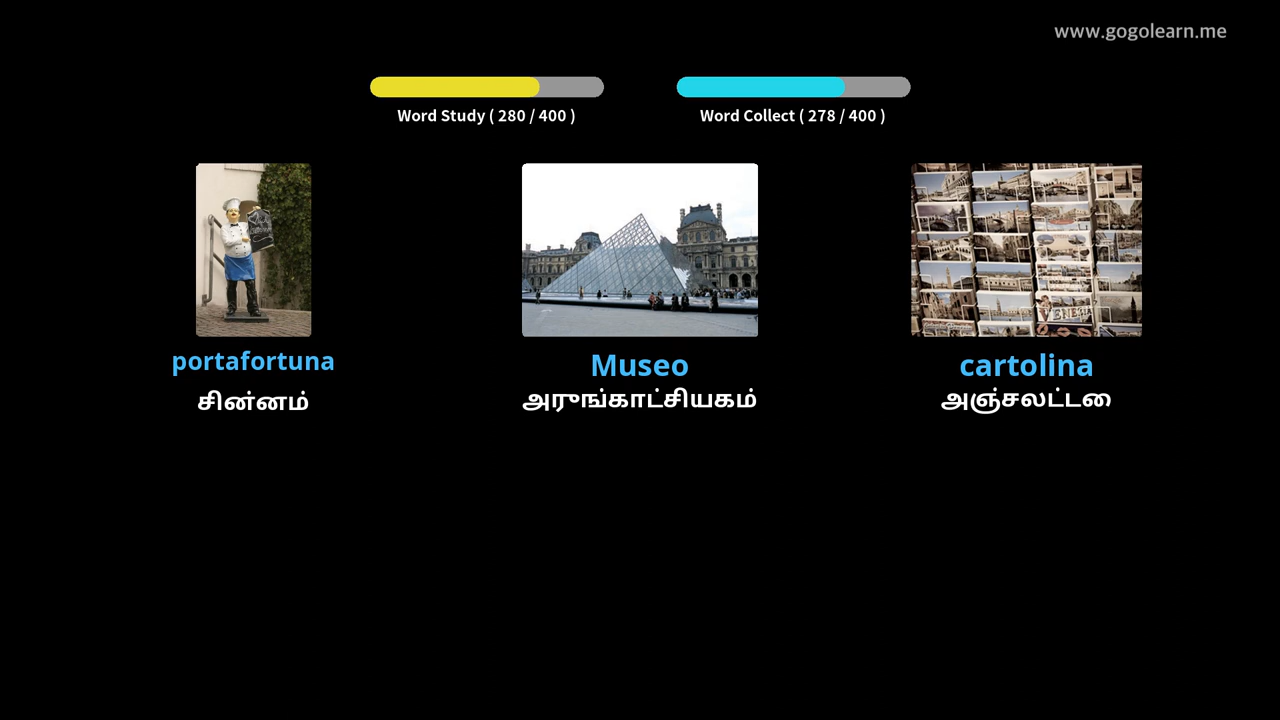 www.gogolearn.me
Word Study ( 280 / 400 )
Word Collect ( 278 / 400 )
portafortuna
Museo
cartolina
சின்னம்
அருங்காட்சியகம்
அஞ்சலட்டை
VENEZIA